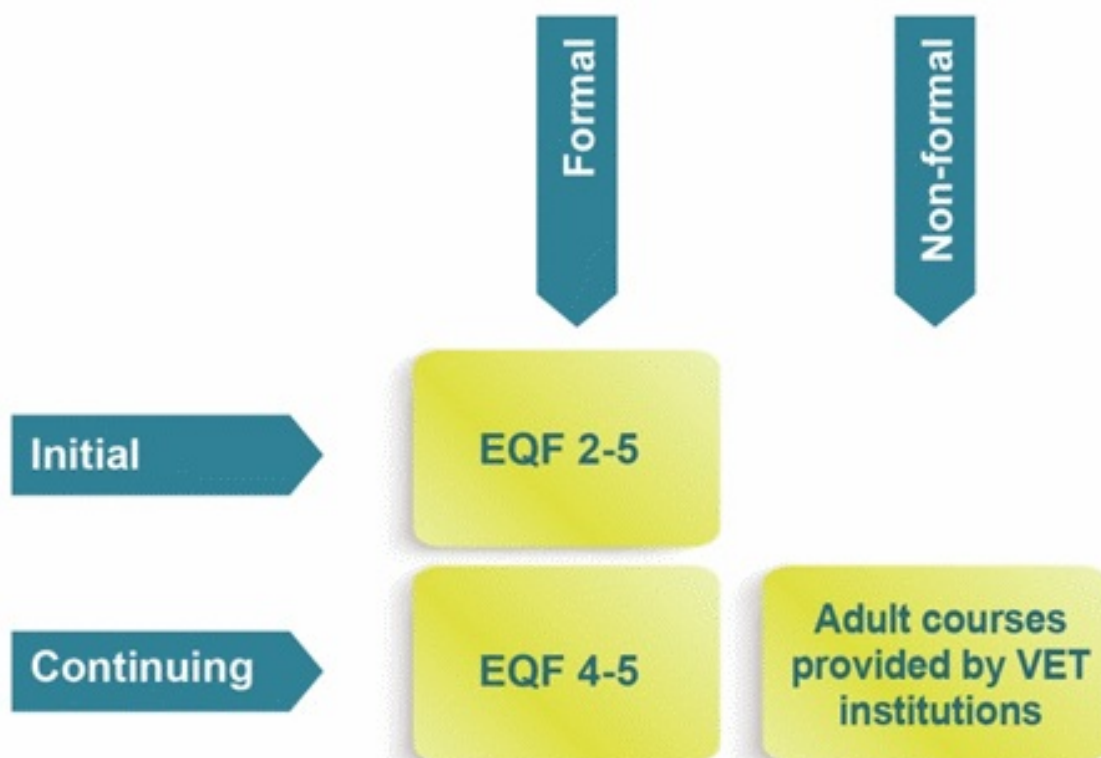 Formal
Non-formal
Initial
EQF 2-5
Continuing
EQF 4-5
Adult courses
provided by VET
institutions